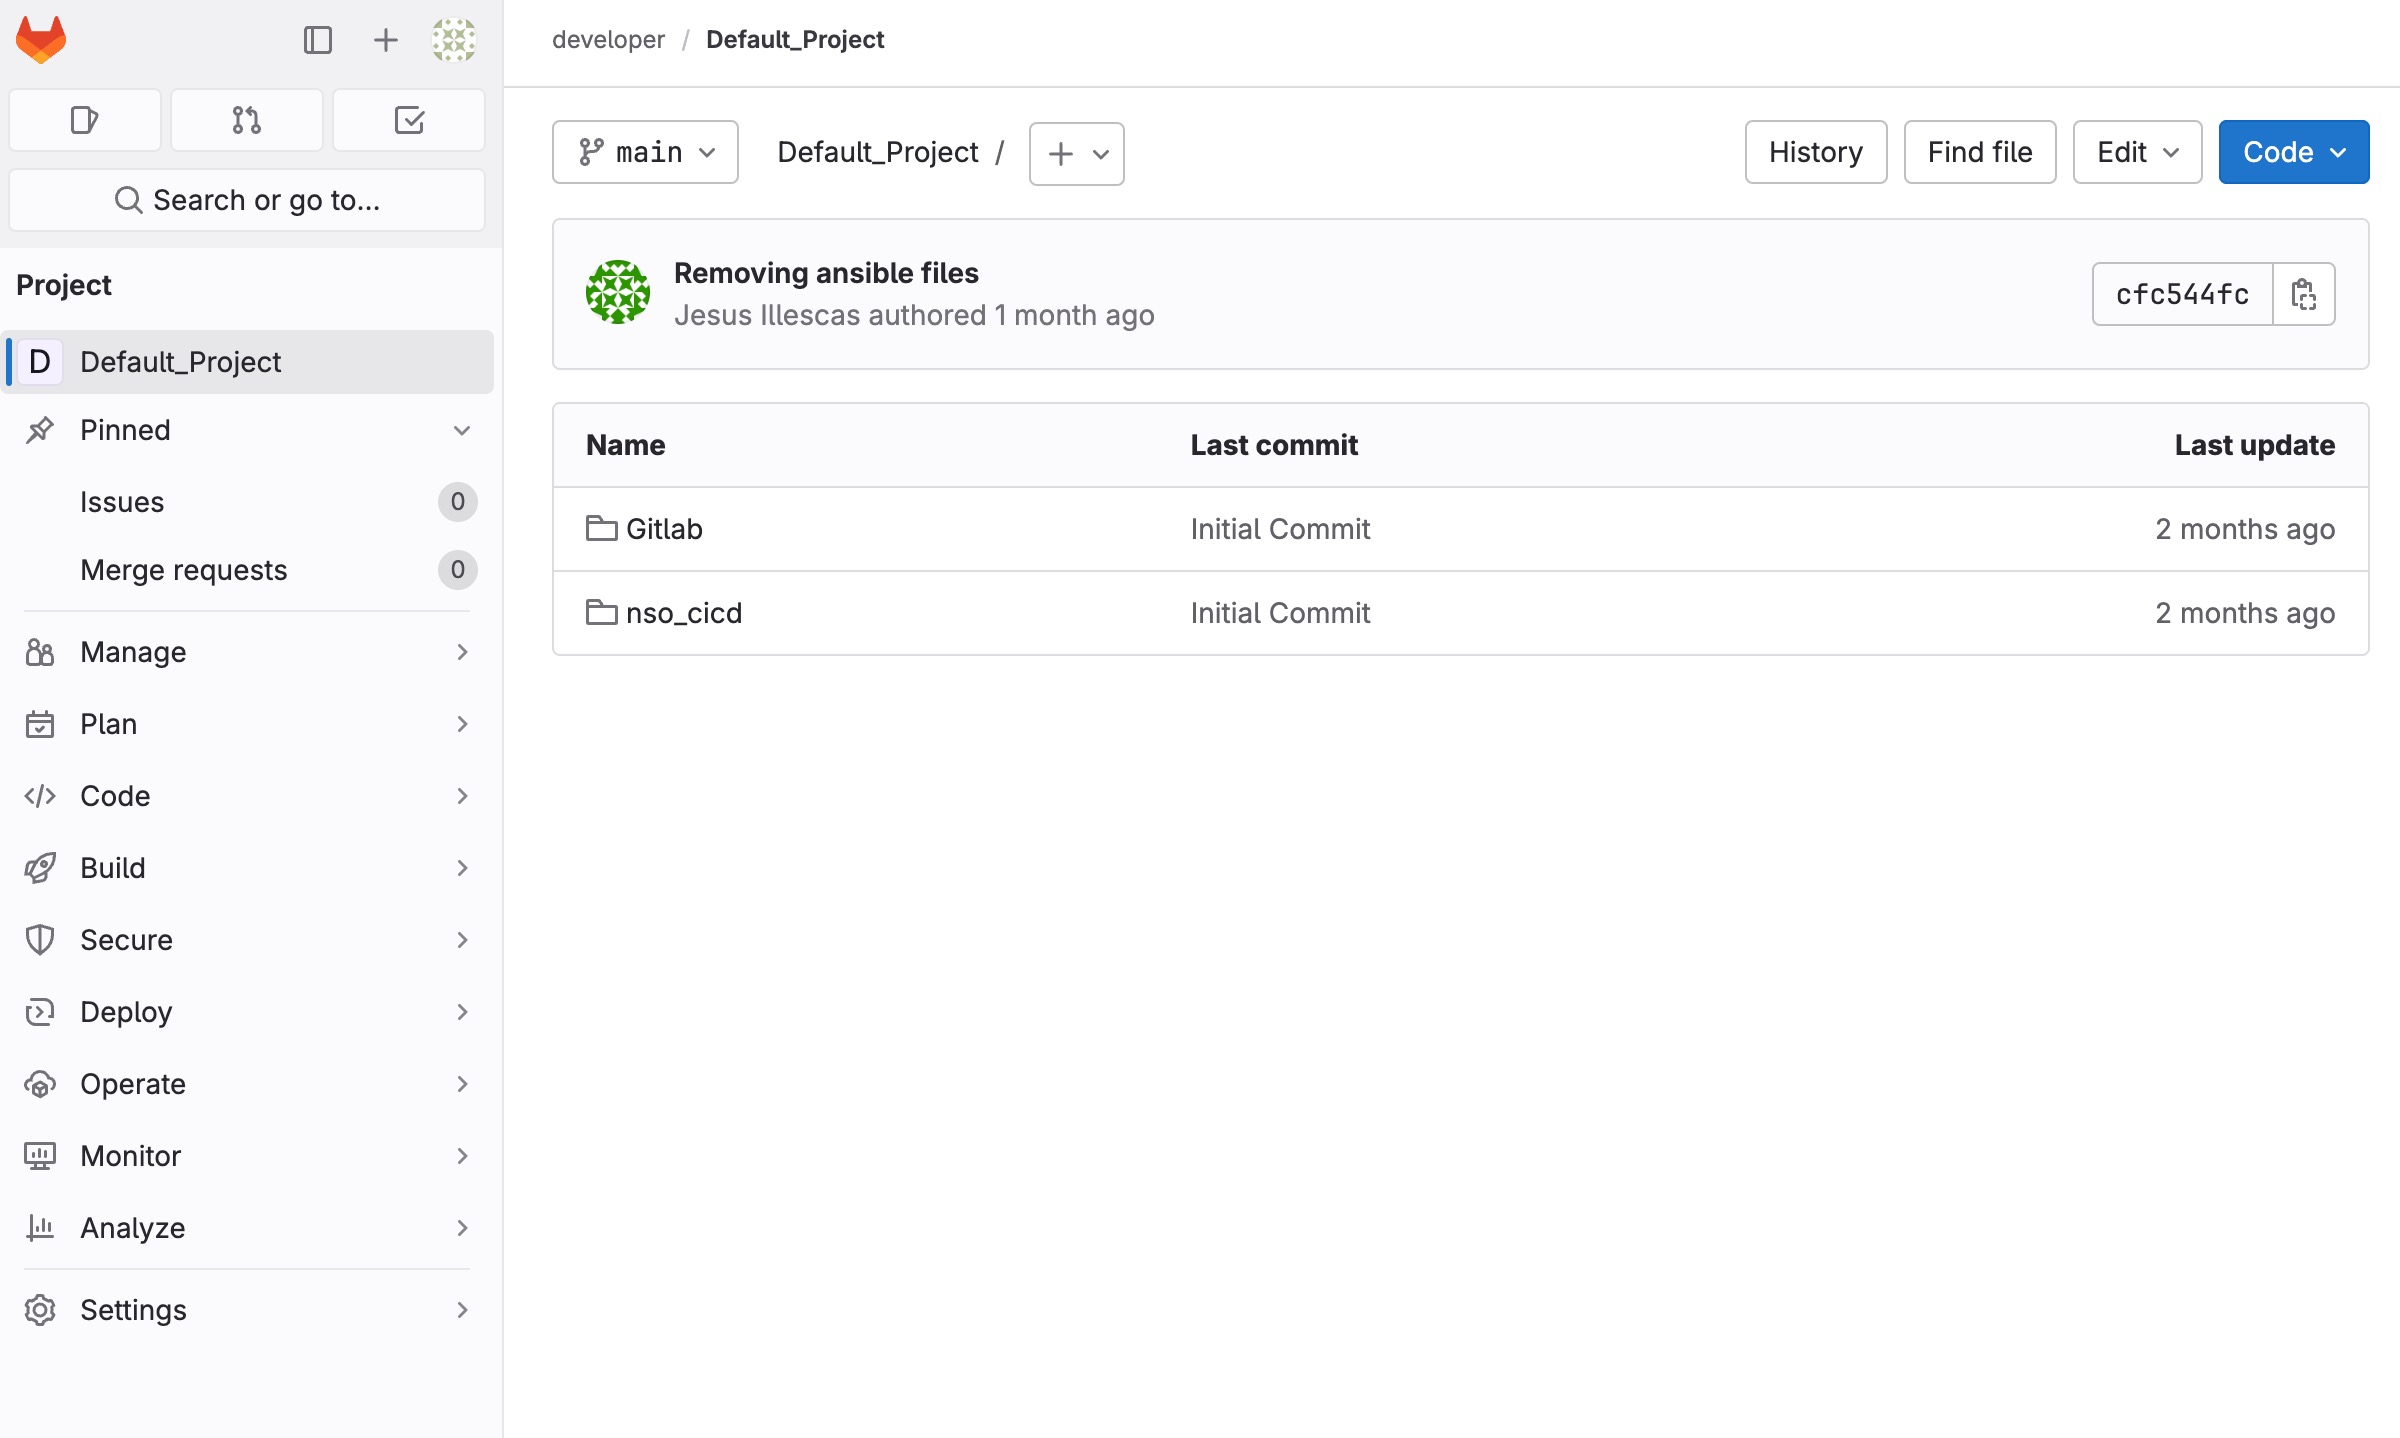 developer / Default_Project
Search or go to...
Project
D Default_Project
Pinned
Issues 0
Merge requests 0
Manage
Plan
Code
Build
Secure
Deploy
Operate
Monitor
Analyze
Settings
main Default_Project / History Find file Edit Code
Removing ansible files
Jesus Illescas authored 1 month ago
cfc544fc
Name Last commit Last update
Gitlab Initial Commit 2 months ago
nso_cicd Initial Commit 2 months ago